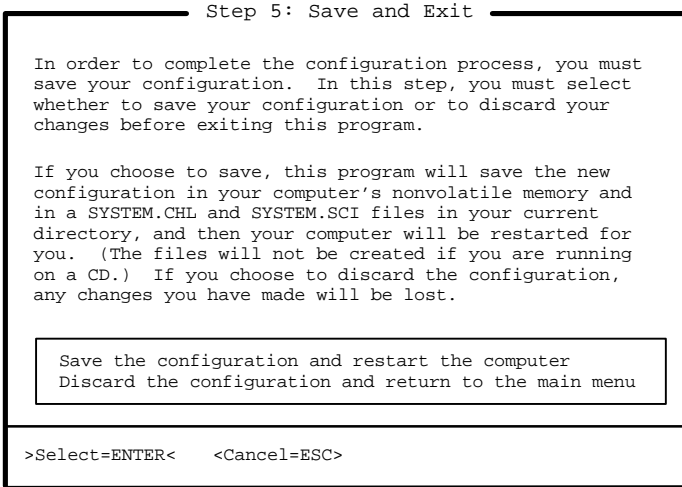 Step 5: Save and Exit
In order to complete the configuration process, you must
save your configuration.  In this step, you must select
whether to save your configuration or to discard your
changes before exiting this program.
If you choose to save, this program will save the new
configuration in your computer's nonvolatile memory and
in a SYSTEM.CHL and SYSTEM.SCI files in your current
directory, and then your computer will be restarted for
you.  (The files will not be created if you are running
on a CD.)  If you choose to discard the configuration,
any changes you have made will be lost.
Save the configuration and restart the computer
Discard the configuration and return to the main menu
>Select=ENTER<   <Cancel=ESC>